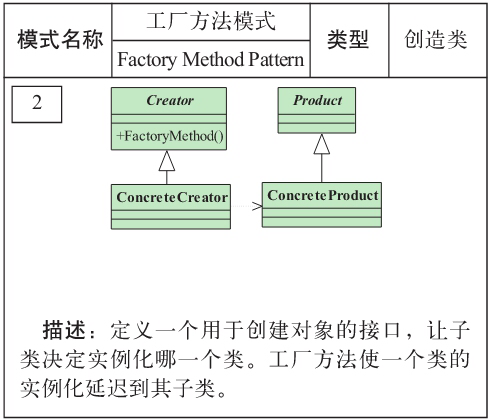 模式名称
工厂方法模式
Factory Method Pattern
类型
创造类
2
Creator
+FactoryMethod()
Product
ConcreteCreator
ConcreteProduct
描述：定义一个用于创建对象的接口，让子
类决定实例化哪一个类。工厂方法使一个类的
实例化延迟到其子类。